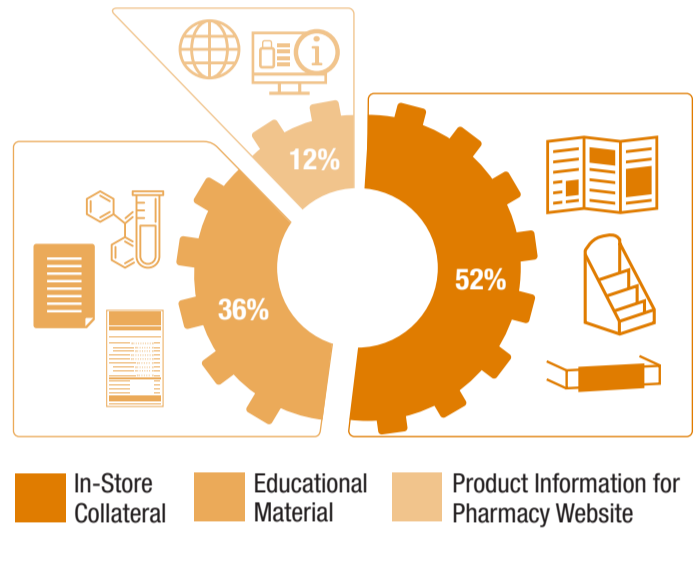 12%
52%
36%
In-Store
Collateral
Educational
Material
Product Information for
Pharmacy Website